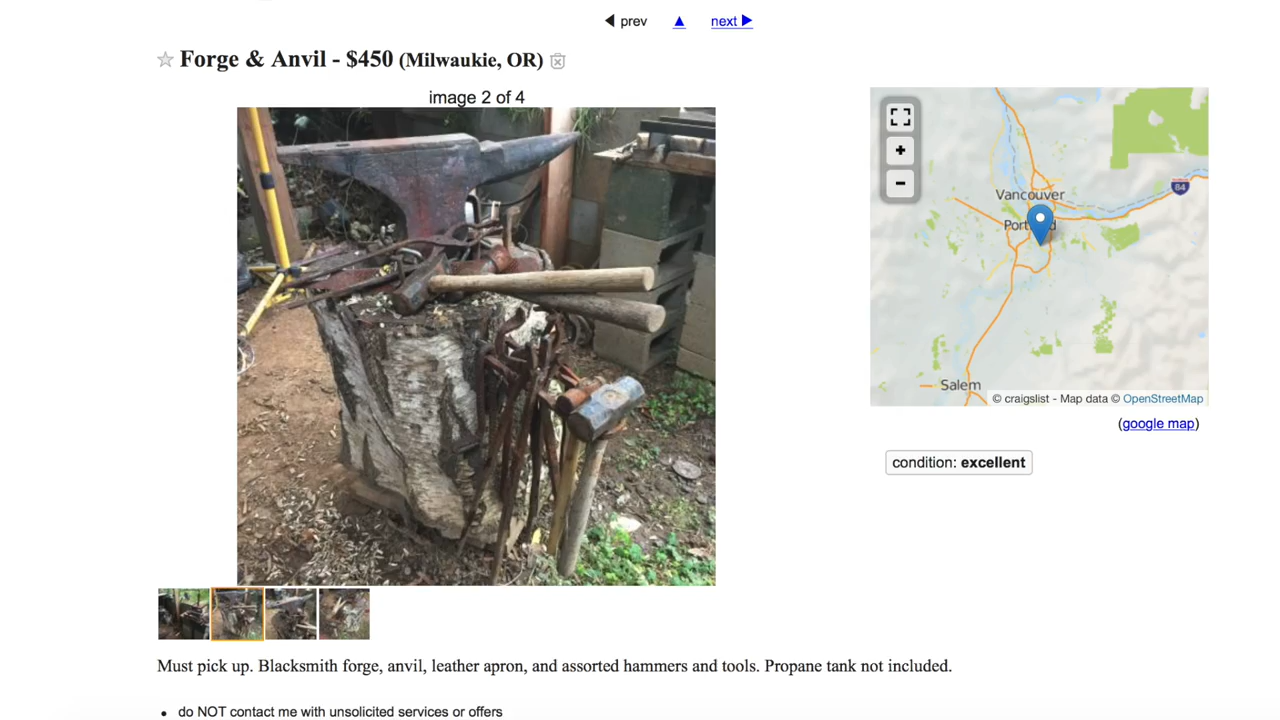 ◀ prev ▲ next ▶
☆ Forge & Anvil - $450 (Milwaukie, OR)
image 2 of 4
+
−
84
Vancouver
Portland
Salem
© craigslist - Map data © OpenStreetMap
(google map)
condition: excellent
Must pick up. Blacksmith forge, anvil, leather apron, and assorted hammers and tools. Propane tank not included.
• do NOT contact me with unsolicited services or offers